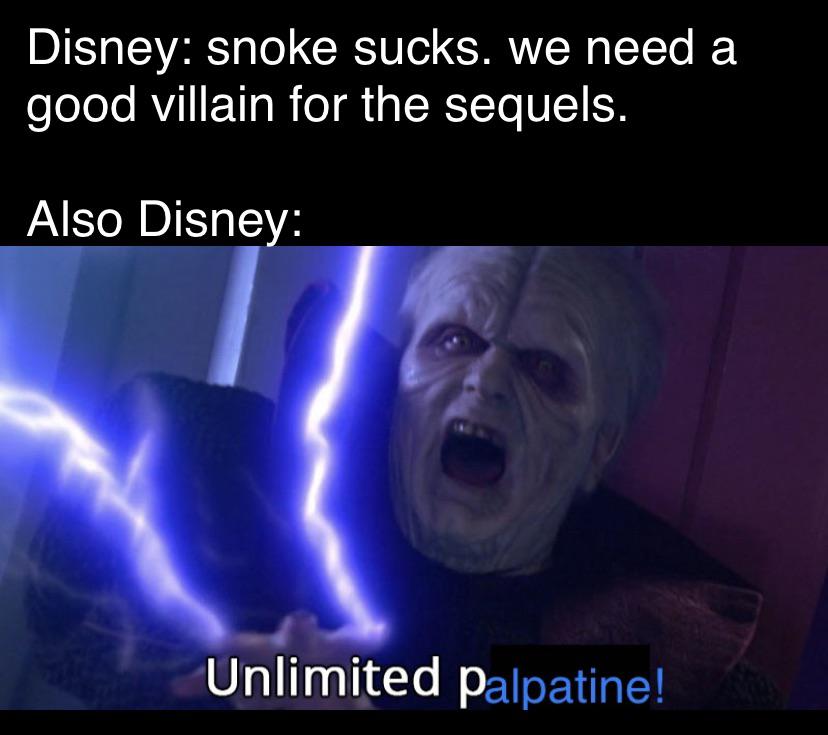 Disney: snoke sucks. we need a
good villain for the sequels.
Also Disney:
Unlimited palpatine!